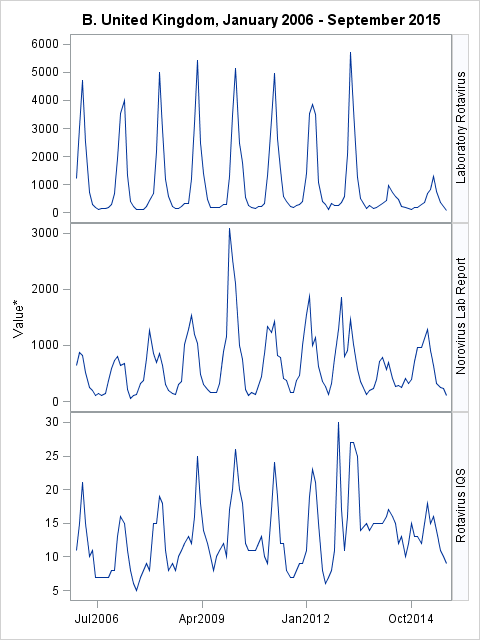 B. United Kingdom, January 2006 - September 2015
6000
5000
4000
3000
2000
1000
0
Laboratory Rotavirus
3000
2000
1000
0
Norovirus Lab Report
Value*
30
25
20
15
10
5
Rotavirus IQS
Jul2006 Apr2009 Jan2012 Oct2014